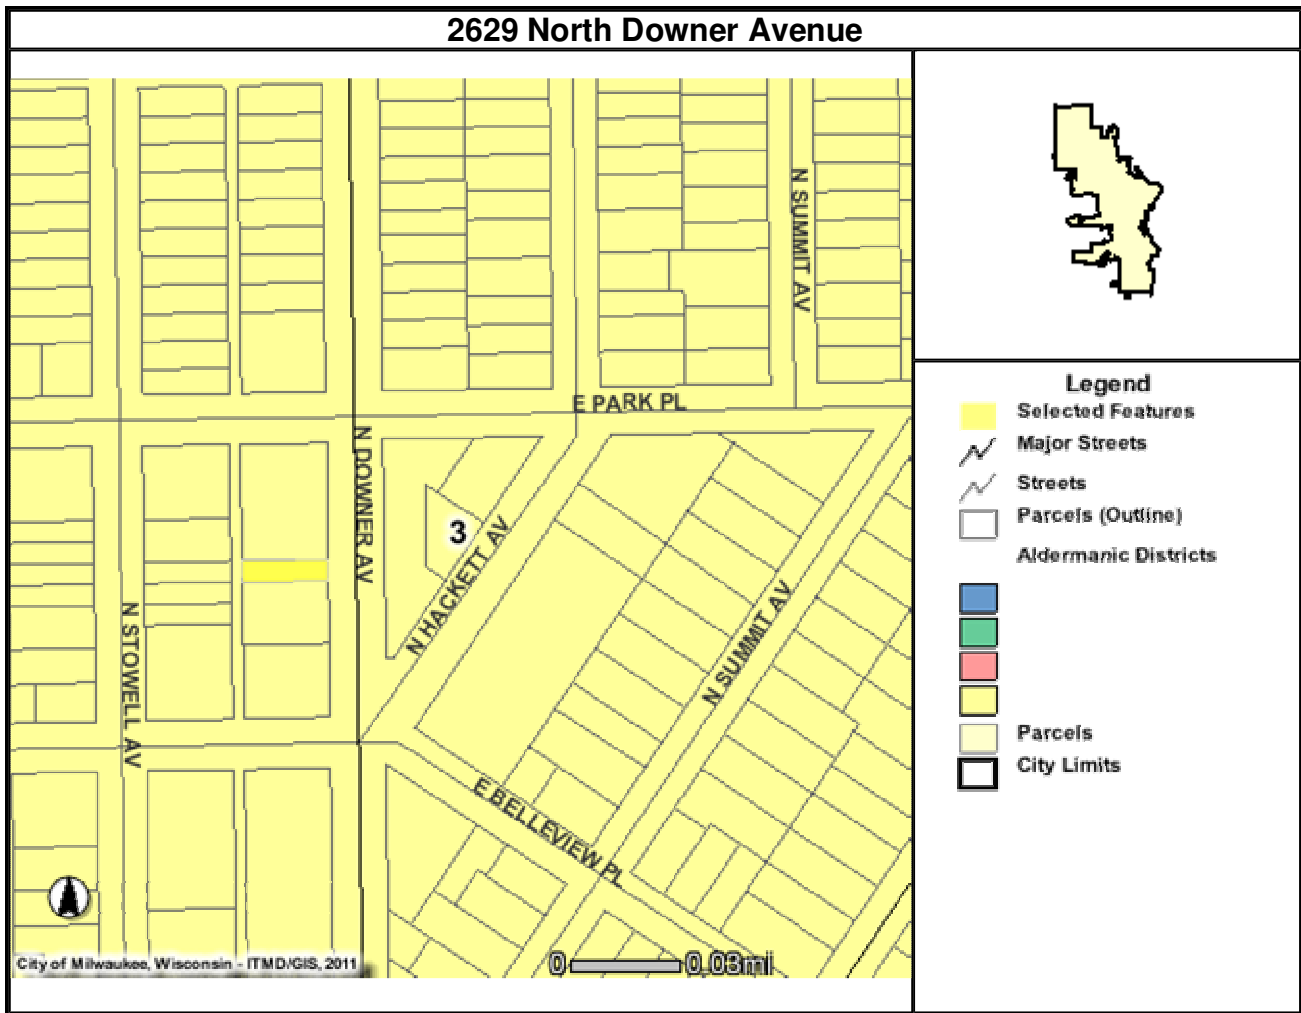 2629 North Downer Avenue
N SUMMIT AV
E PARK PL
N DOWNER AV
3
N HACKETT AV
N SUMMIT AV
N STOWELL AV
E BELLEVIEW PL
City of Milwaukee, Wisconsin - ITMD/GIS, 2011
0 0.03mi
Legend
Selected Features
Major Streets
Streets
Parcels (Outline)
Aldermanic Districts
Parcels
City Limits